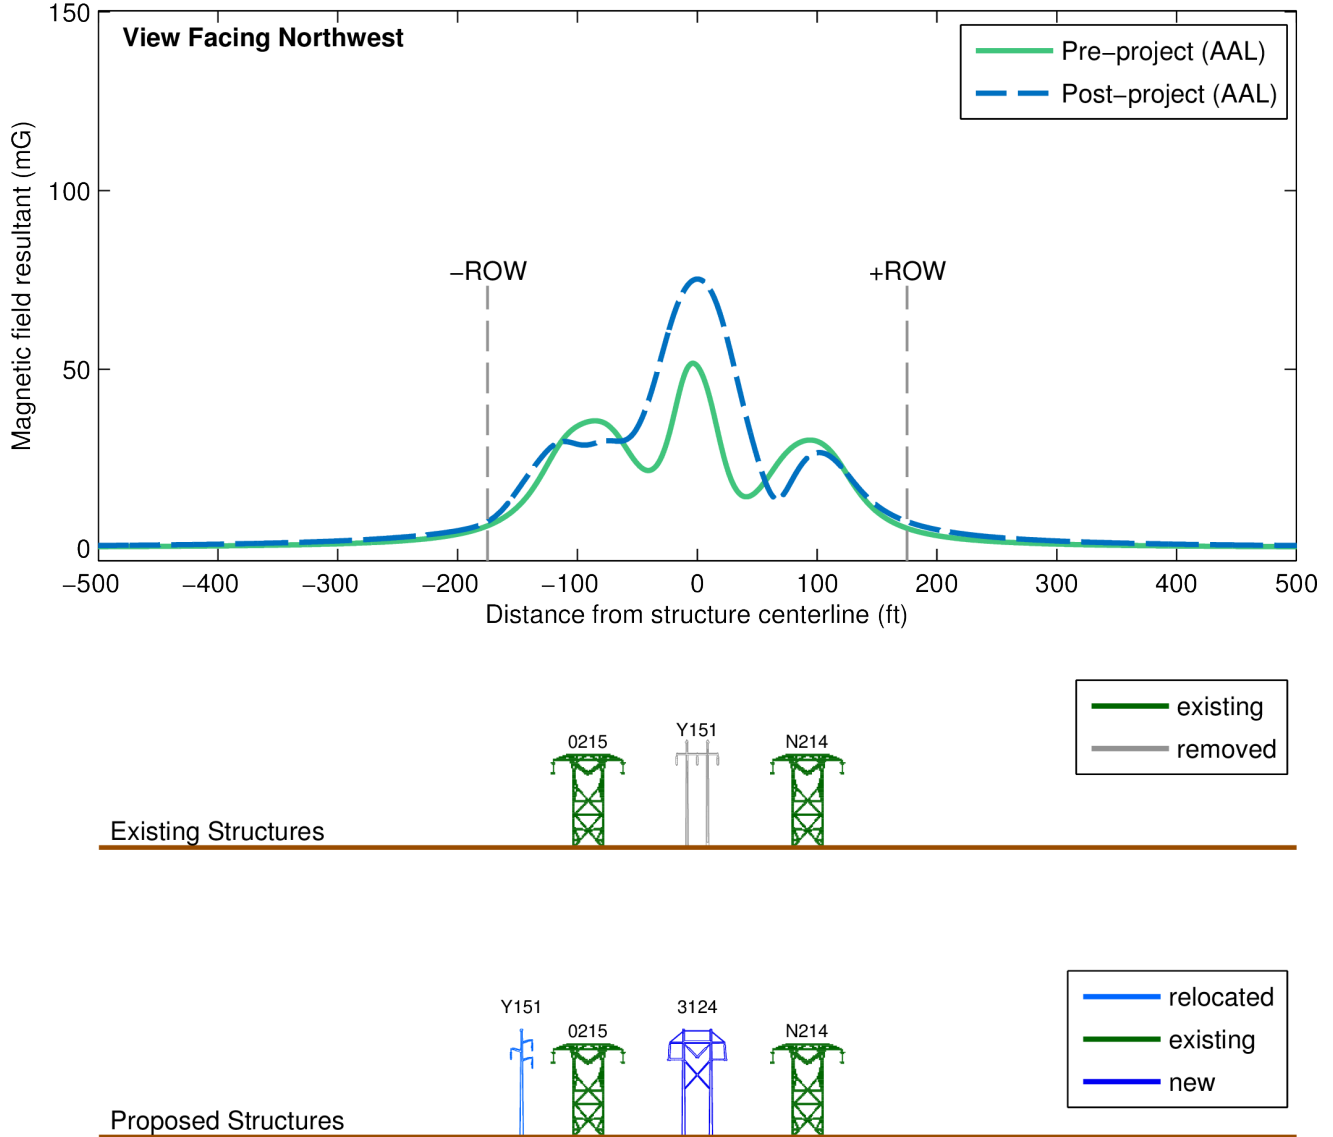 View Facing Northwest
Pre−project (AAL)
Post−project (AAL)
Magnetic field resultant (mG)
150
100
50
0
−ROW
+ROW
−500 −400 −300 −200 −100 0 100 200 300 400 500
Distance from structure centerline (ft)
existing
removed
0215
Y151
N214
Existing Structures
relocated
existing
new
Y151
0215
3124
N214
Proposed Structures